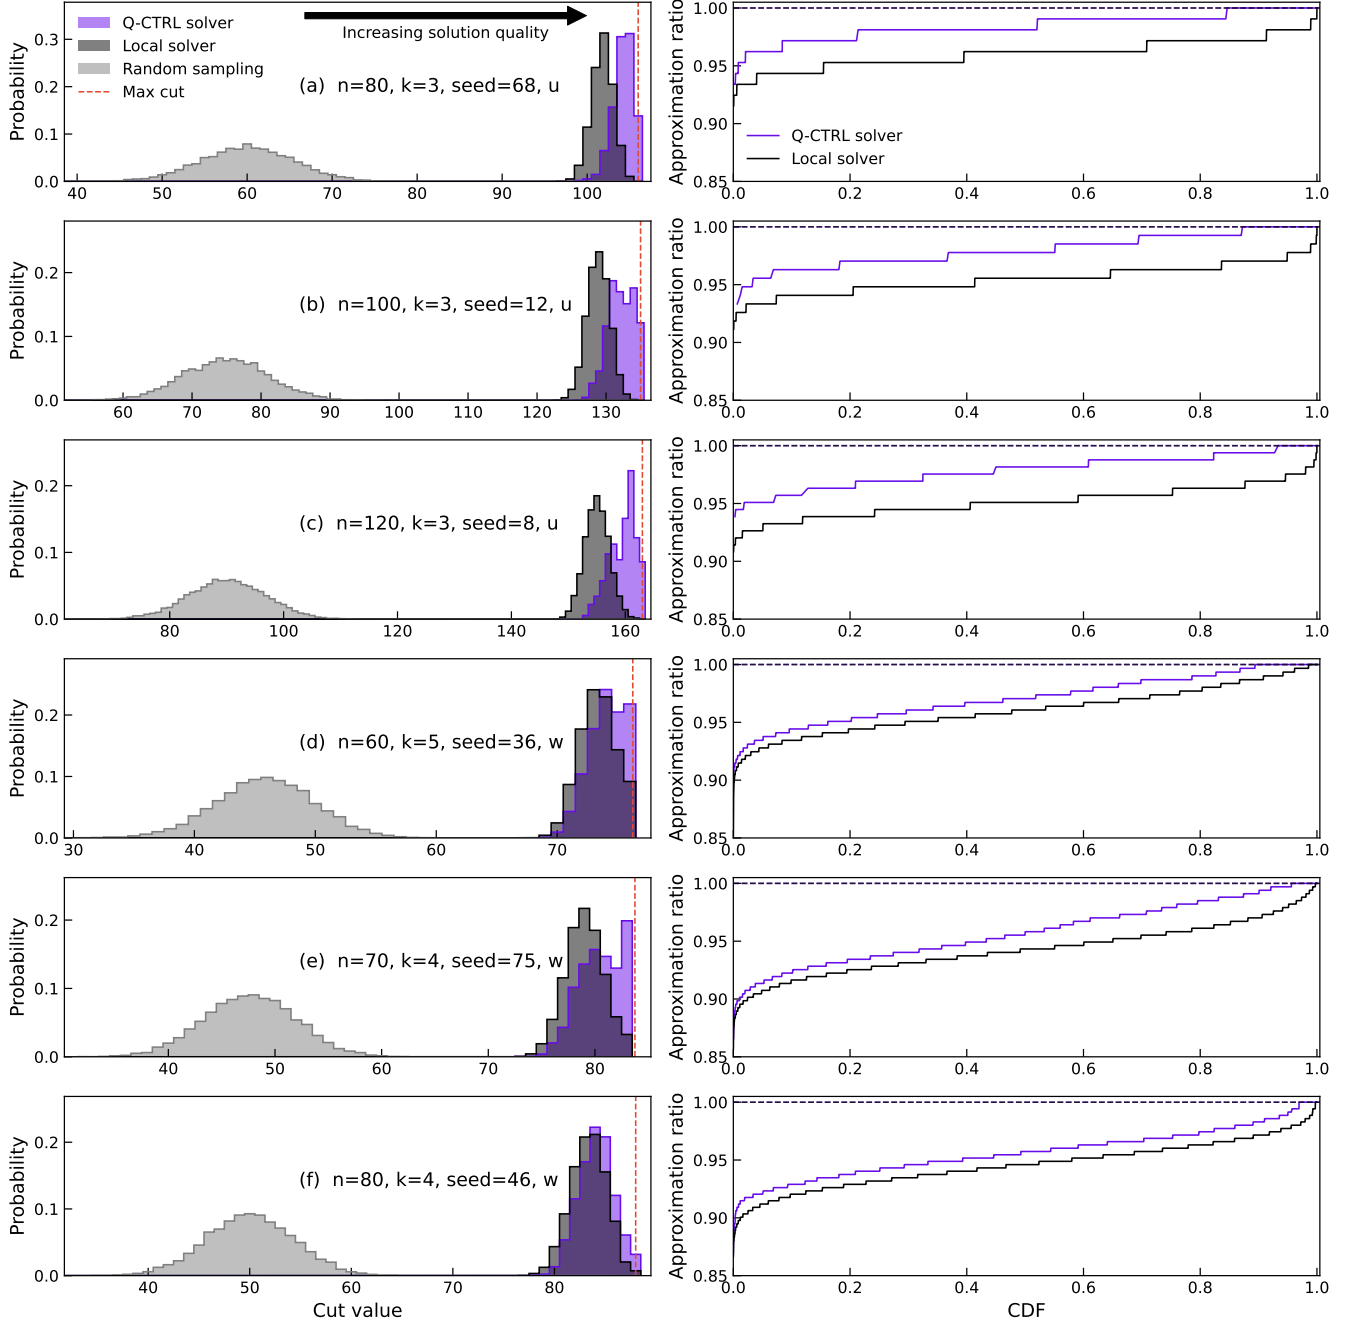 Q-CTRL solver
Local solver
Random sampling
Max cut
Increasing solution quality
(a) n=80, k=3, seed=68, u
Probability
0.3
0.2
0.1
0.0
40 50 60 70 80 90 100
Approximation ratio
1.00
0.95
0.90
0.85
Q-CTRL solver
Local solver
0.0 0.2 0.4 0.6 0.8 1.0
(b) n=100, k=3, seed=12, u
Probability
0.2
0.1
0.0
60 70 80 90 100 110 120 130
Approximation ratio
1.00
0.95
0.90
0.85
0.0 0.2 0.4 0.6 0.8 1.0
(c) n=120, k=3, seed=8, u
Probability
0.2
0.1
0.0
80 100 120 140 160
Approximation ratio
1.00
0.95
0.90
0.85
0.0 0.2 0.4 0.6 0.8 1.0
(d) n=60, k=5, seed=36, w
Probability
0.2
0.1
0.0
30 40 50 60 70
Approximation ratio
1.00
0.95
0.90
0.85
0.0 0.2 0.4 0.6 0.8 1.0
(e) n=70, k=4, seed=75, w
Probability
0.2
0.1
0.0
40 50 60 70 80
Approximation ratio
1.00
0.95
0.90
0.85
0.0 0.2 0.4 0.6 0.8 1.0
(f) n=80, k=4, seed=46, w
Probability
0.2
0.1
0.0
40 50 60 70 80
Cut value
Approximation ratio
1.00
0.95
0.90
0.85
0.0 0.2 0.4 0.6 0.8 1.0
CDF